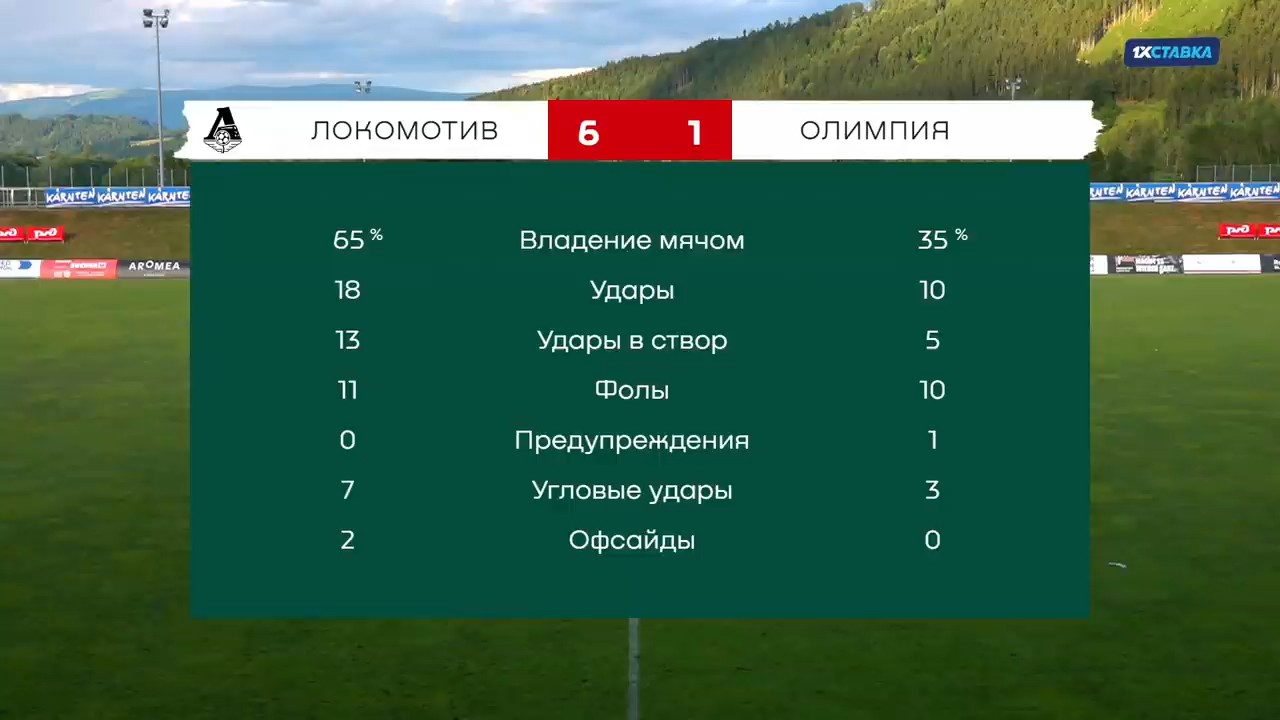 1XСТАВКА
ЛОКОМОТИВ 6 1 ОЛИМПИЯ
KÄRNTEN KÄRNTEN KÄRNTEN
KÄRNTEN KÄRNTEN KÄRNTEN
AROMEA
65 % Владение мячом 35 %
18 Удары 10
13 Удары в створ 5
11 Фолы 10
0 Предупреждения 1
7 Угловые удары 3
2 Офсайды 0